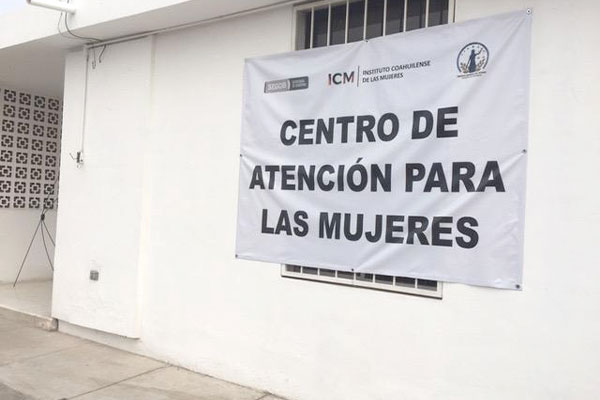 ICM
INSTITUTO COAHUILENSE
DE LAS MUJERES
CENTRO DE
ATENCIÓN PARA
LAS MUJERES